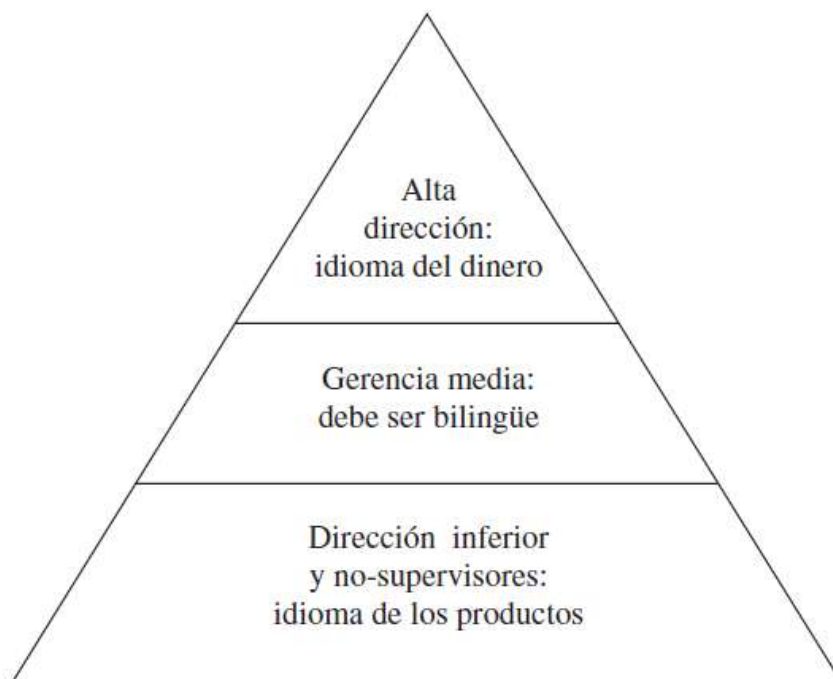 Alta
dirección:
idioma del dinero
Gerencia media:
debe ser bilingüe
Dirección inferior
y no-supervisores:
idioma de los productos